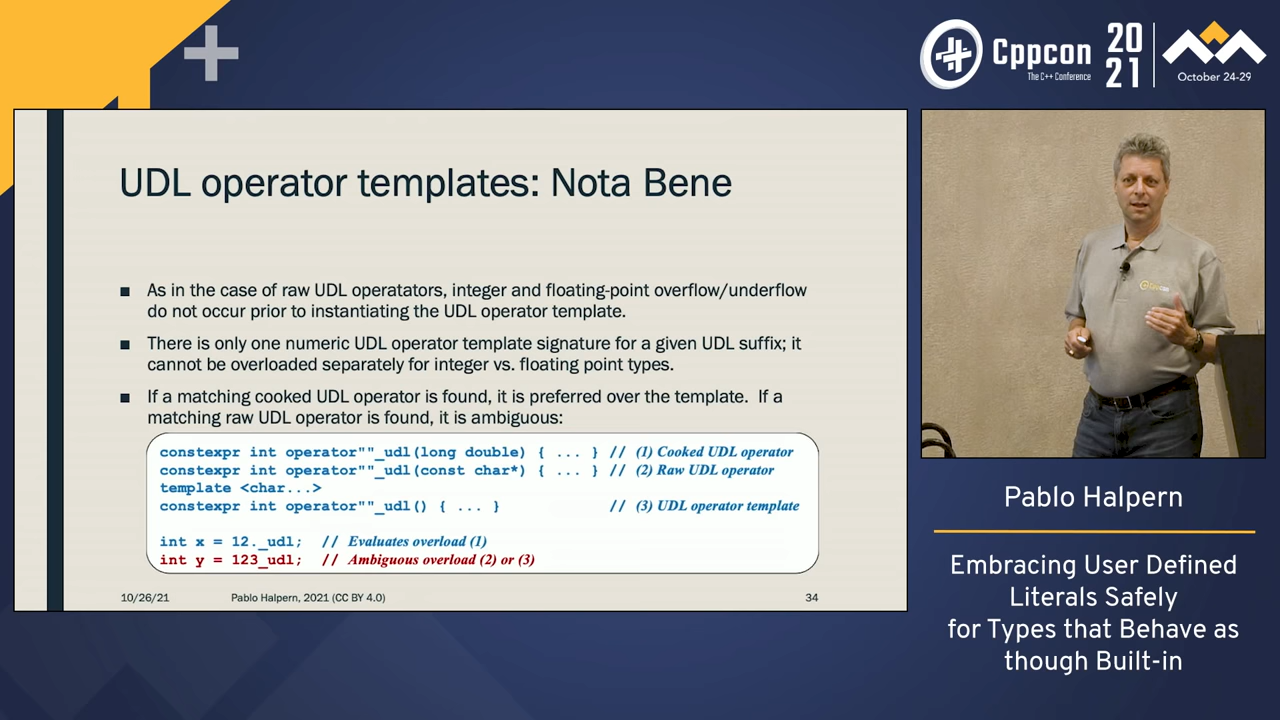 Cppcon
The C++ Conference
20
21
October 24-29
UDL operator templates: Nota Bene
■ As in the case of raw UDL operatators, integer and floating-point overflow/underflow
do not occur prior to instantiating the UDL operator template.
■ There is only one numeric UDL operator template signature for a given UDL suffix; it
cannot be overloaded separately for integer vs. floating point types.
■ If a matching cooked UDL operator is found, it is preferred over the template. If a
matching raw UDL operator is found, it is ambiguous:
constexpr int operator""_udl(long double) { ... } // (1) Cooked UDL operator
constexpr int operator""_udl(const char*) { ... } // (2) Raw UDL operator
template <char...>
constexpr int operator""_udl() { ... } // (3) UDL operator template
int x = 12._udl; // Evaluates overload (1)
int y = 123_udl; // Ambiguous overload (2) or (3)
10/26/21 Pablo Halpern, 2021 (CC BY 4.0) 34
Pablo Halpern
Embracing User Defined
Literals Safely
for Types that Behave as
though Built-in